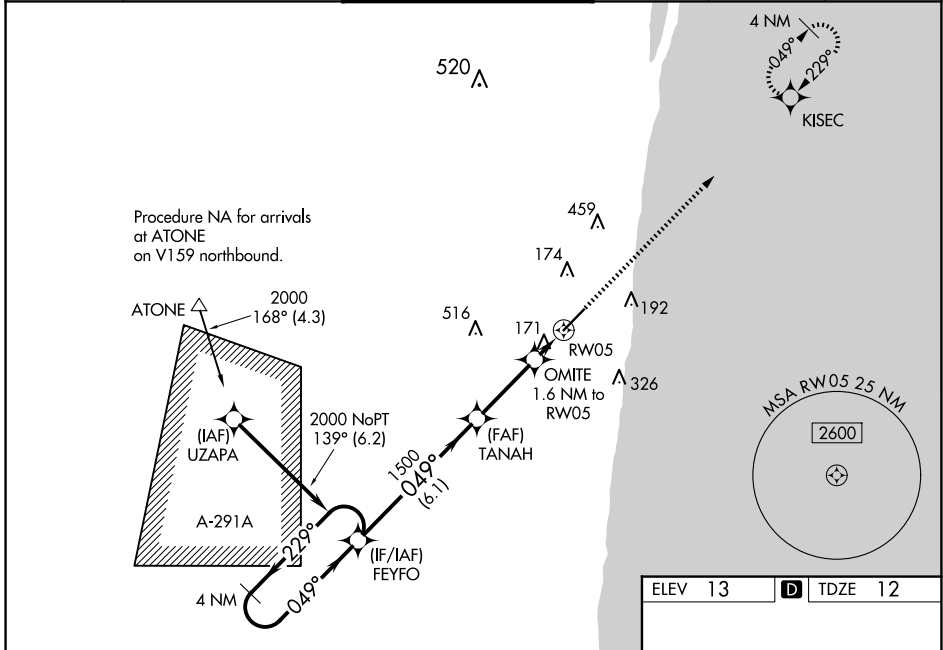 4 NM
049°
229°
KISEC
520
Procedure NA for arrivals
at ATONE
on V159 northbound.
459
174
ATONE
2000
168° (4.3)
516
171
192
RW05
OMITE
1.6 NM to
RW05
326
MSA RW05 25 NM
2600
(IAF)
UZAPA
2000 NoPT
139° (6.2)
(FAF)
TANAH
1500
049°
(6.1)
A-291A
229°
049°
(IF/IAF)
FEYFO
4 NM
ELEV 13 D TDZE 12